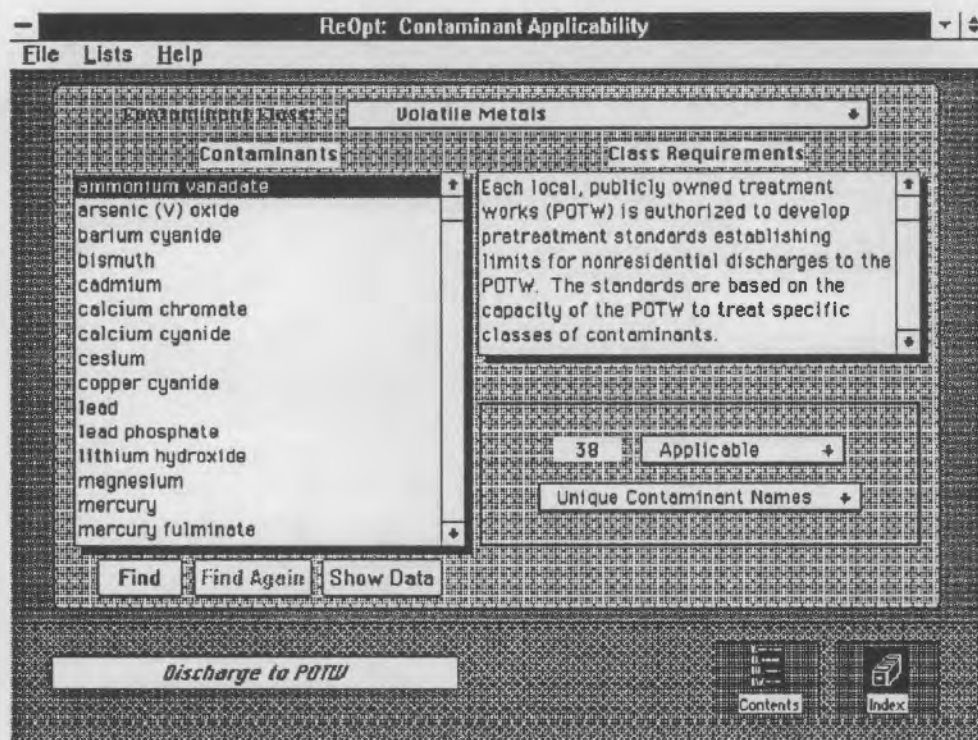 ReOpt: Contaminant Applicability
File Lists Help
Contaminant Class: Volatile Metals
Contaminants
ammonium vanadate
arsenic (V) oxide
barium cyanide
bismuth
cadmium
calcium chromate
calcium cyanide
cesium
copper cyanide
lead
lead phosphate
lithium hydroxide
magnesium
mercury
mercury fulminate
Class Requirements
Each local, publicly owned treatment
works (POTW) is authorized to develop
pretreatment standards establishing
limits for nonresidential discharges to the
POTW. The standards are based on the
capacity of the POTW to treat specific
classes of contaminants.
38 Applicable
Unique Contaminant Names
Find Find Again Show Data
Discharge to POTW
Contents
Index